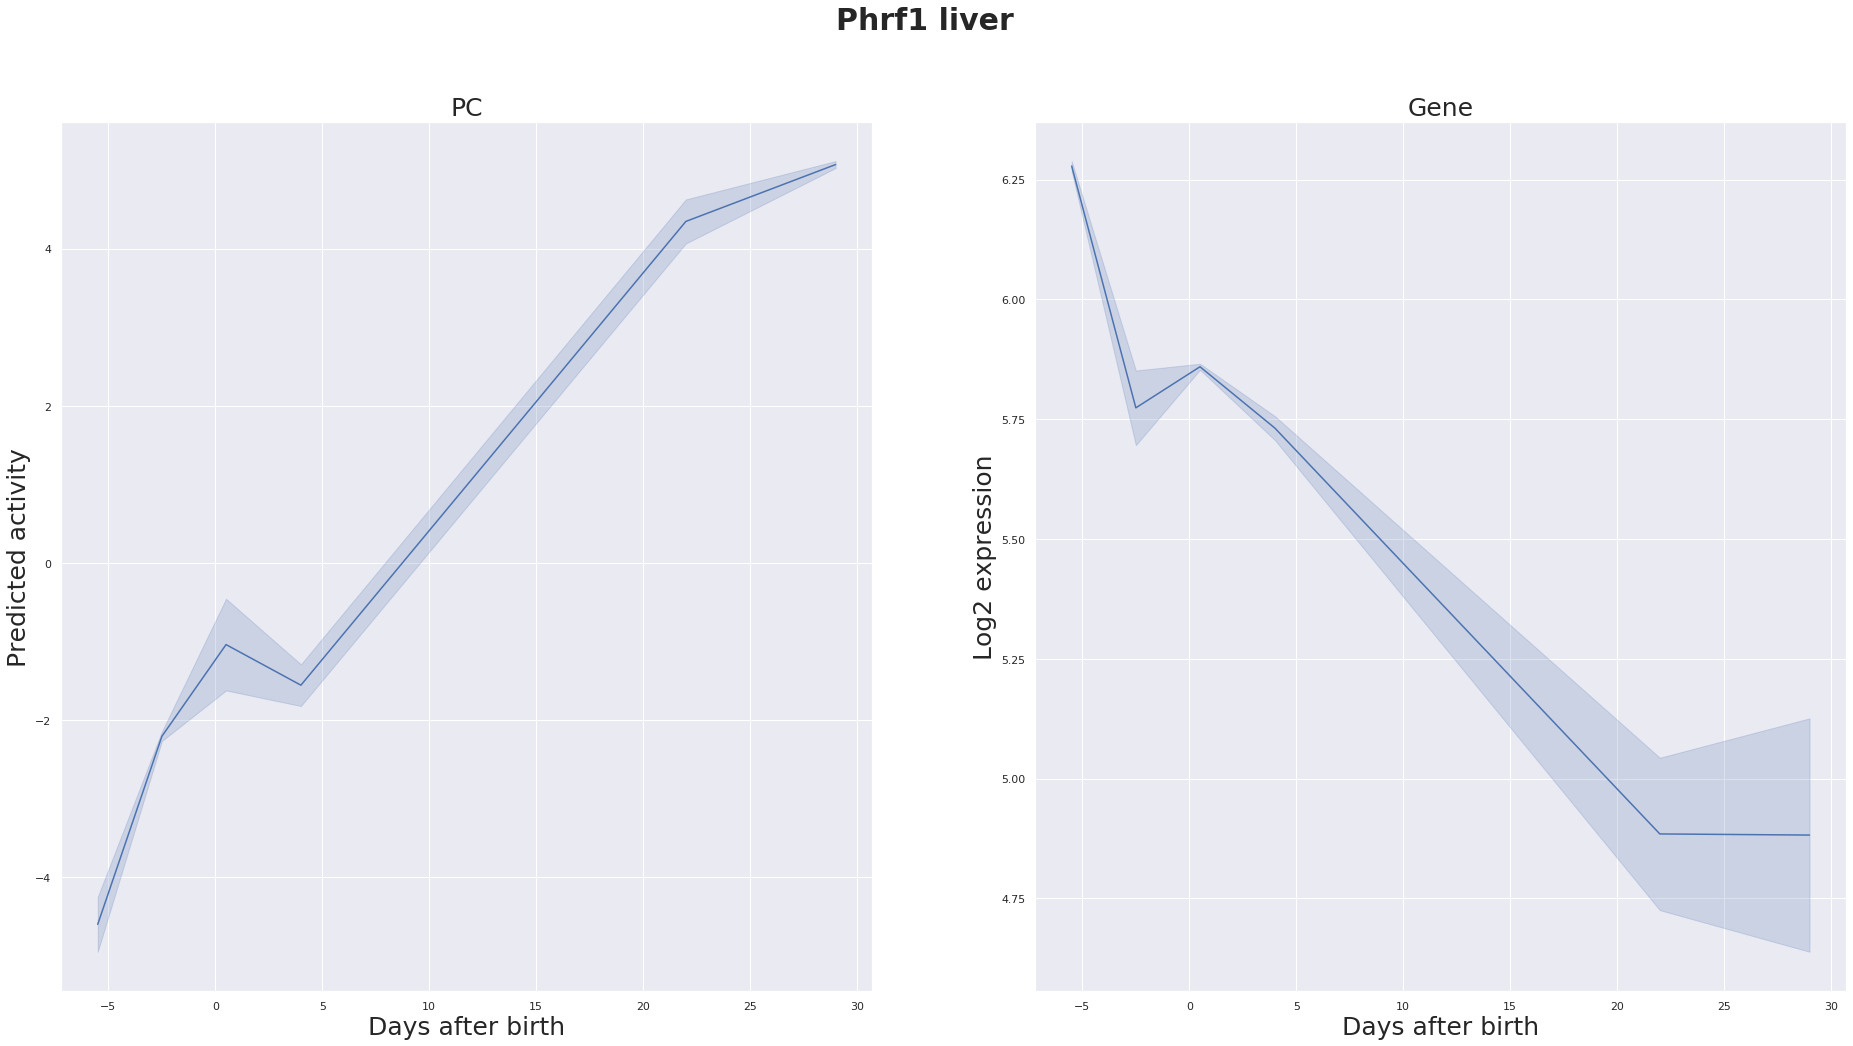 Phrf1 liver
PC
Predicted activity
4
2
0
−2
−4
−5 0 5 10 15 20 25 30
Days after birth
Gene
Log2 expression
6.25
6.00
5.75
5.50
5.25
5.00
4.75
−5 0 5 10 15 20 25 30
Days after birth